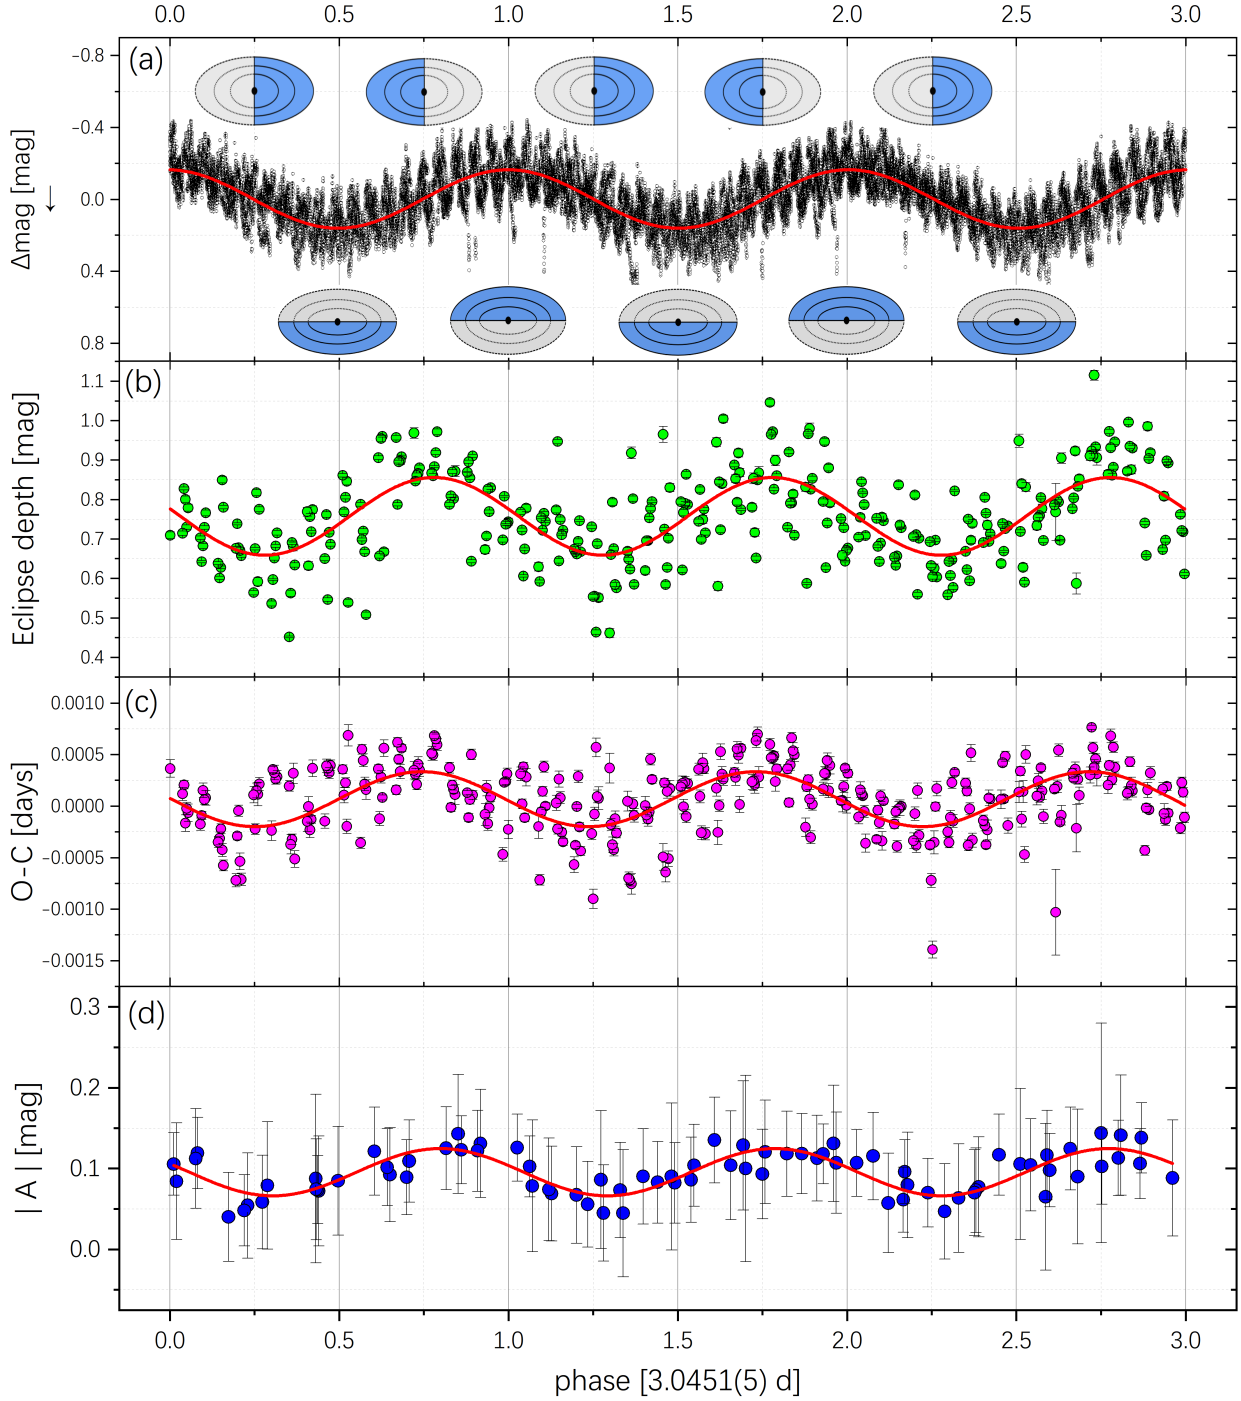 0.0 0.5 1.0 1.5 2.0 2.5 3.0
(a)
-0.8
-0.4
0.0
0.4
0.8
Δmag [mag]
←
(b)
1.1
1.0
0.9
0.8
0.7
0.6
0.5
0.4
Eclipse depth [mag]
(c)
0.0010
0.0005
0.0000
-0.0005
-0.0010
-0.0015
O-C [days]
(d)
0.3
0.2
0.1
0.0
| A | [mag]
0.0 0.5 1.0 1.5 2.0 2.5 3.0
phase [3.0451(5) d]